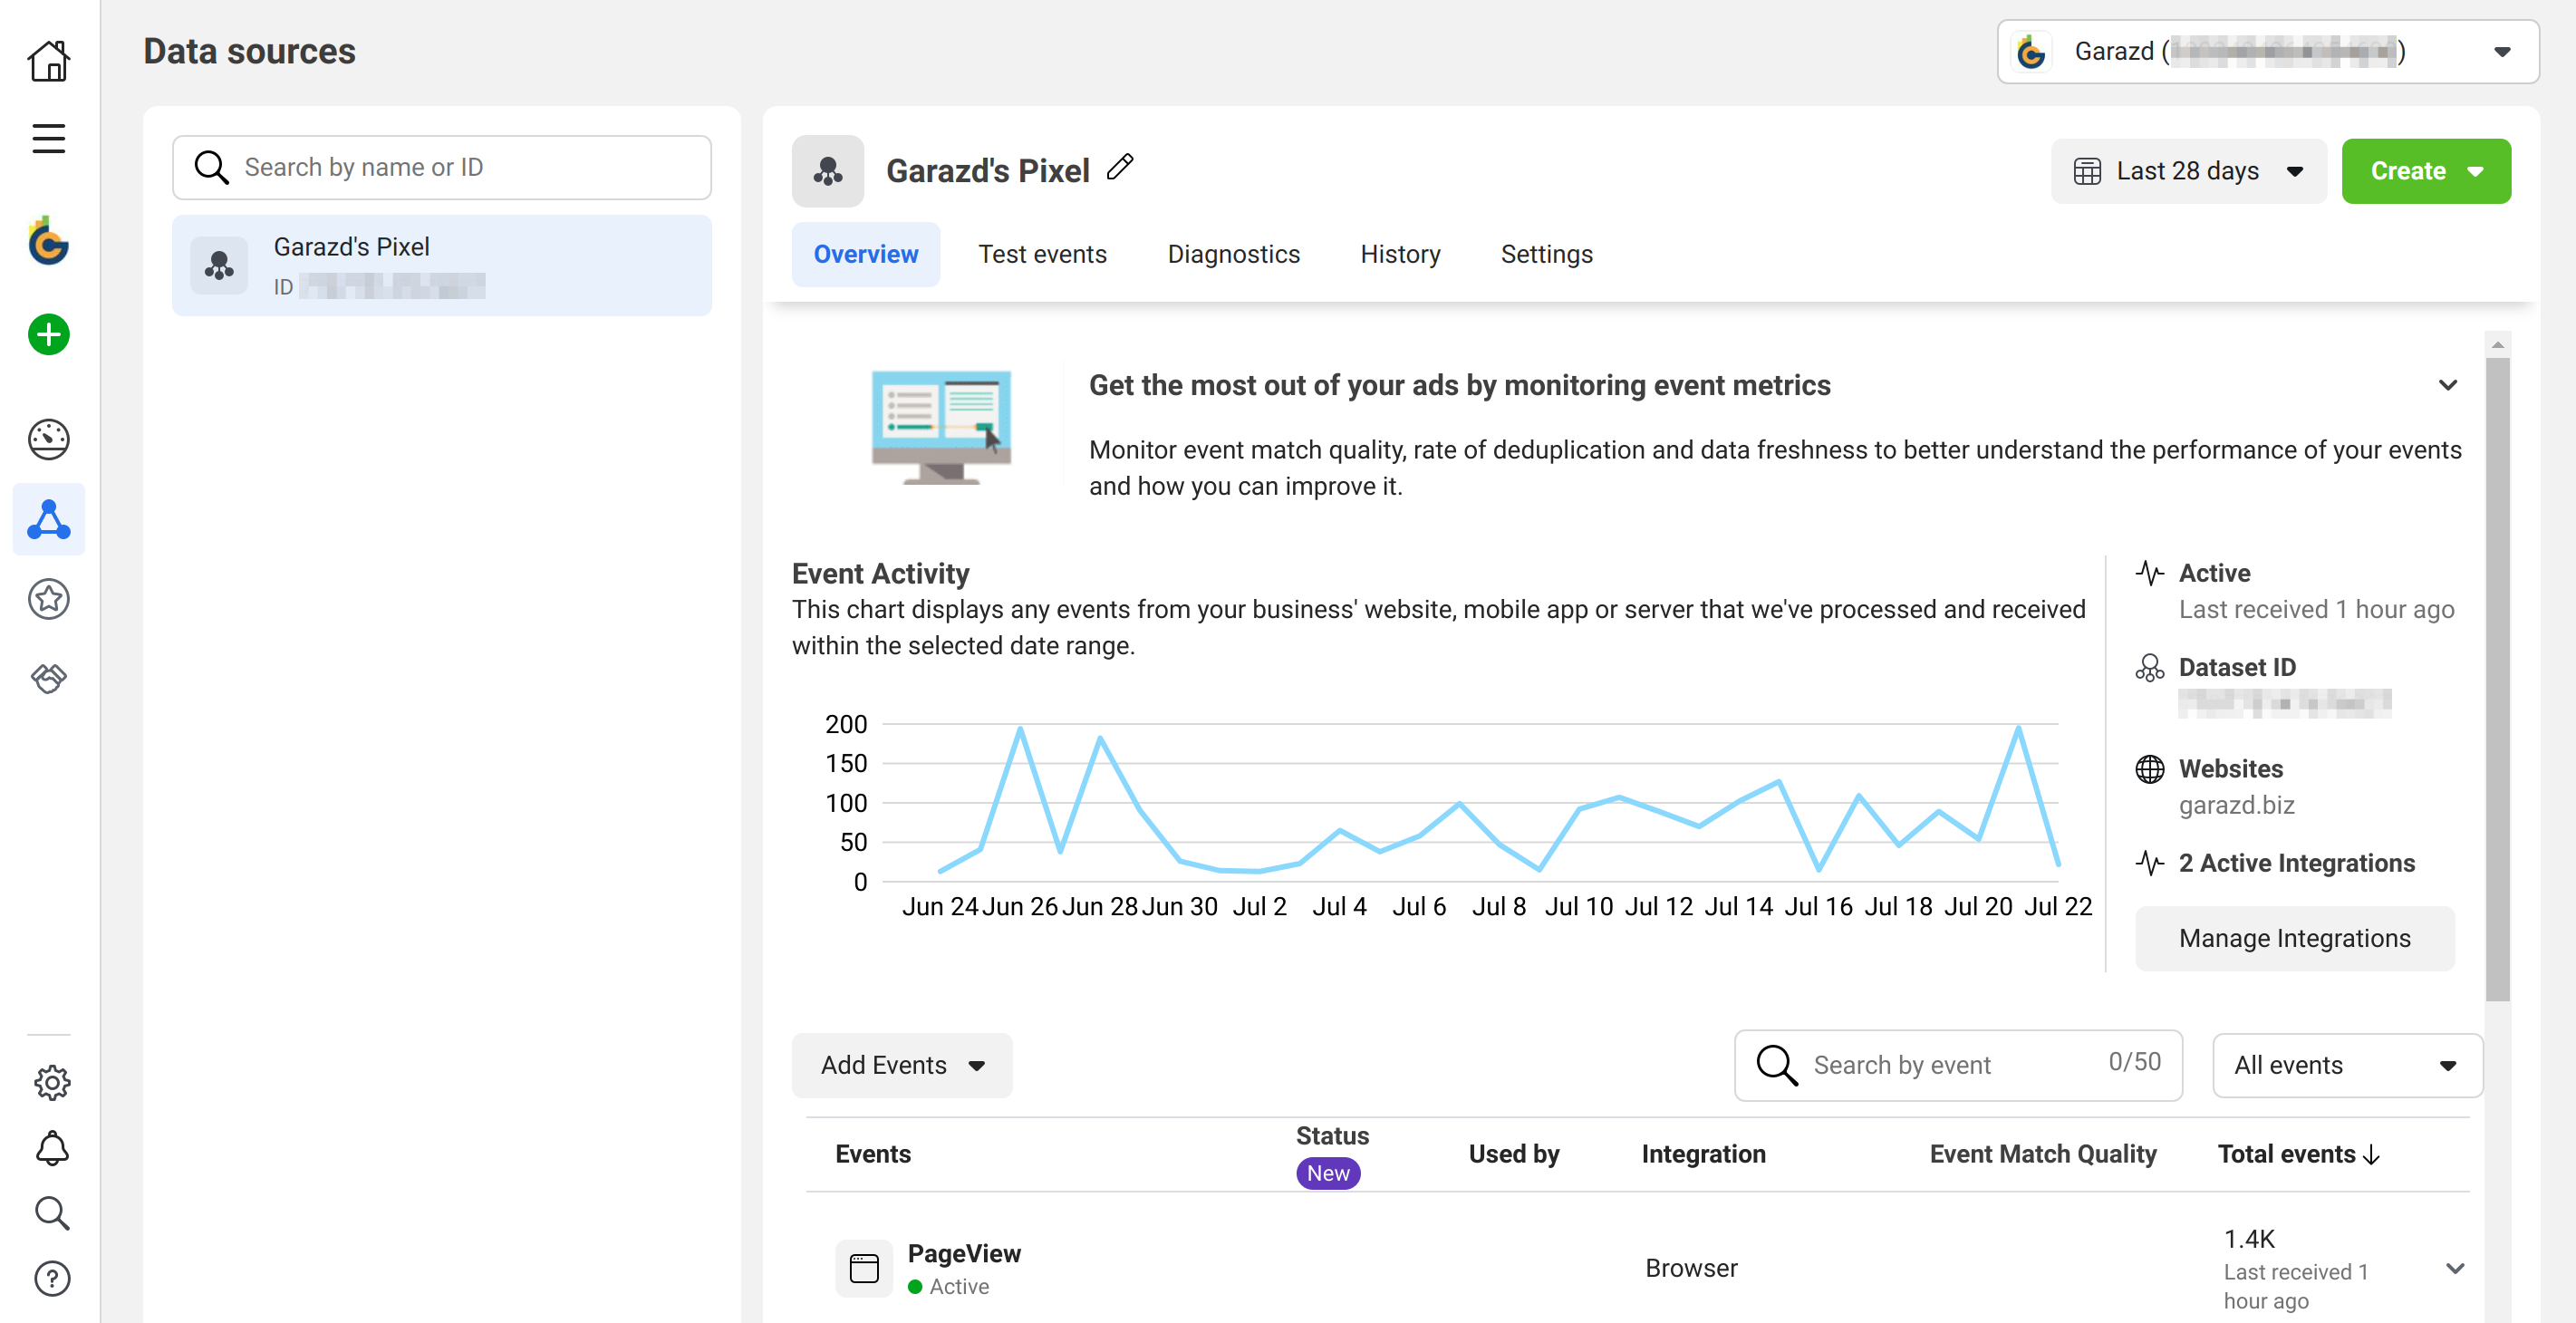 Data sources
Garazd (
)
Search by name or ID
Garazd's Pixel
ID
Garazd's Pixel
Last 28 days
Create
Overview
Test events
Diagnostics
History
Settings
Get the most out of your ads by monitoring event metrics
Monitor event match quality, rate of deduplication and data freshness to better understand the performance of your events
and how you can improve it.
Event Activity
This chart displays any events from your business' website, mobile app or server that we've processed and received
within the selected date range.
200
150
100
50
0
Jun 24 Jun 26 Jun 28 Jun 30 Jul 2 Jul 4 Jul 6 Jul 8 Jul 10 Jul 12 Jul 14 Jul 16 Jul 18 Jul 20 Jul 22
Active
Last received 1 hour ago
Dataset ID
Websites
garazd.biz
2 Active Integrations
Manage Integrations
Add Events
Search by event
0/50
All events
Events
Status
New
Used by
Integration
Event Match Quality
Total events
PageView
Active
Browser
1.4K
Last received 1
hour ago